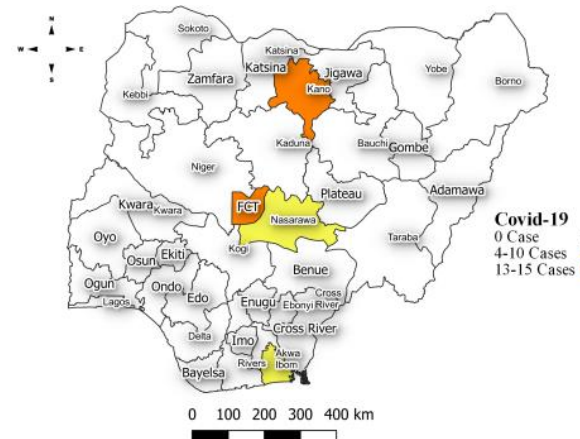 N
W E
S
Sokoto
Katsina
Katsina
Jigawa
Zamfara
Yobe
Borno
Kebbi
Kano
Kaduna
Bauchi
Gombe
Niger
Adamawa
Plateau
FCT
Nasarawa
Kwara
Kwara
Oyo
Kogi
Taraba
Osun
Ekiti
Benue
Ogun
Ondo
Lagos
Edo
Enugu
Ebonyi
Cross
River
Cross River
Delta
Imo
Akwa
Ibom
Rivers
Bayelsa
Covid-19
0 Case
4-10 Cases
13-15 Cases
0 100 200 300 400 km